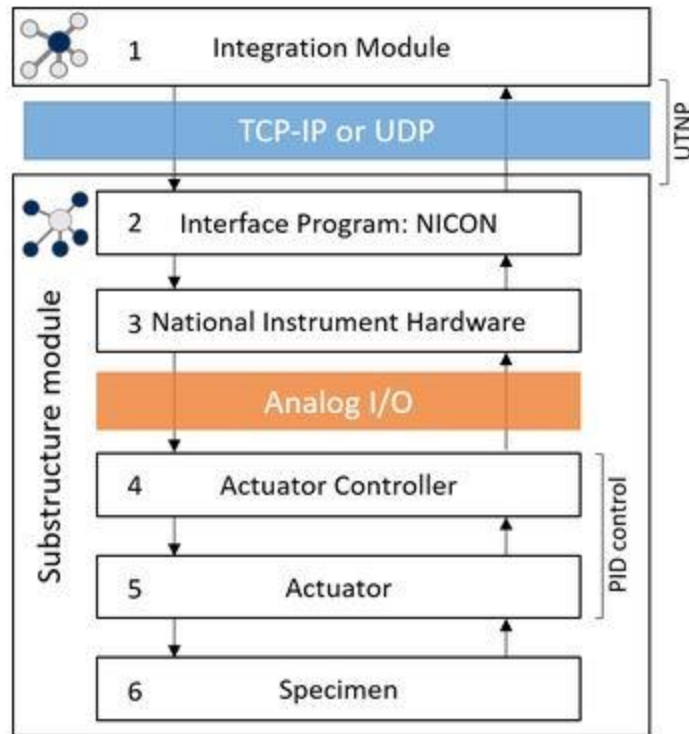 1 Integration Module
TCP-IP or UDP
UTNP
Substructure module
2 Interface Program: NICON
3 National Instrument Hardware
Analog I/O
4 Actuator Controller
5 Actuator
PID control
6 Specimen